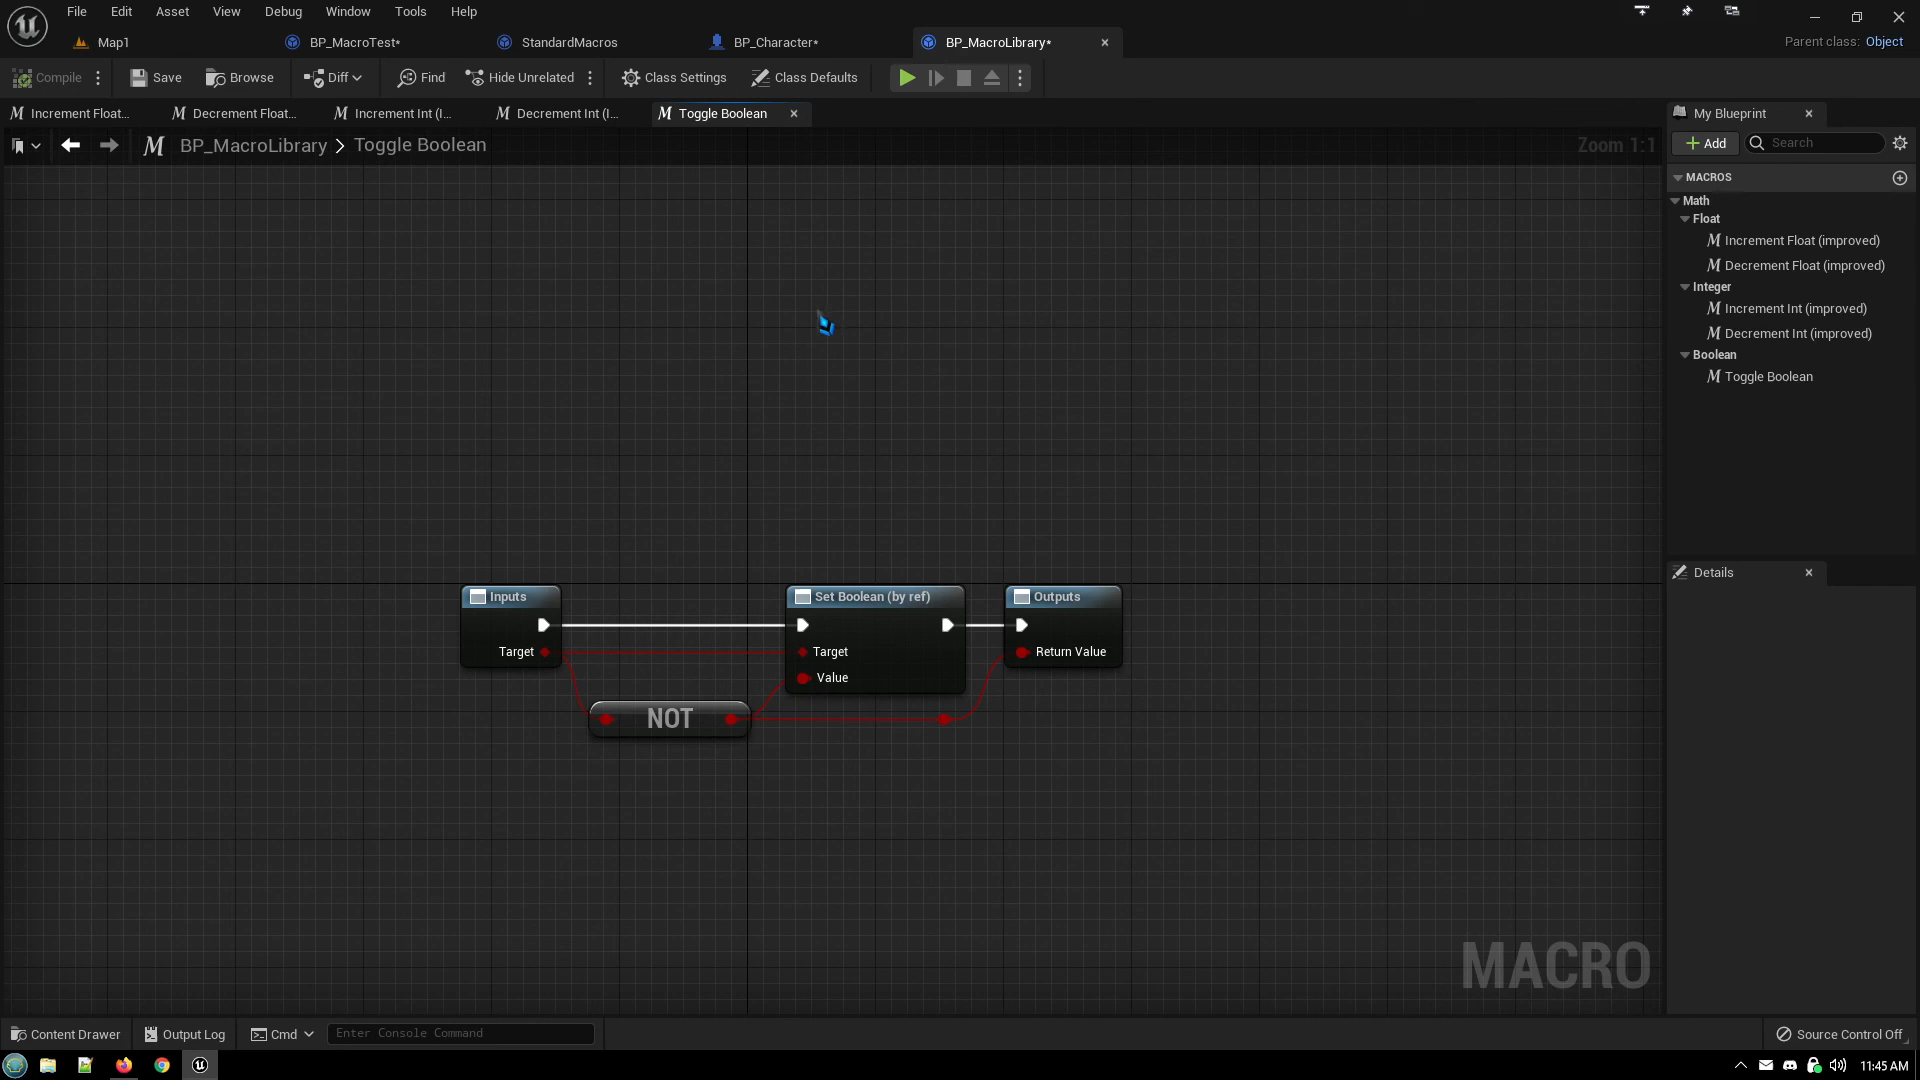 File Edit Asset View Debug Window Tools Help
Map1 BP_MacroTest* StandardMacros BP_Character* BP_MacroLibrary* Parent class: Object
Compile Save Browse Diff Find Hide Unrelated Class Settings Class Defaults
Increment Float... Decrement Float... Increment Int (I... Decrement Int (I... Toggle Boolean
BP_MacroLibrary > Toggle Boolean
Zoom 1:1
My Blueprint
Add Search
MACROS
Math
Float
Increment Float (improved)
Decrement Float (improved)
Integer
Increment Int (improved)
Decrement Int (improved)
Boolean
Toggle Boolean
Details
Inputs
Target
NOT
Set Boolean (by ref)
Target
Value
Outputs
Return Value
MACRO
Content Drawer Output Log Cmd Enter Console Command Source Control Off
11:45 AM